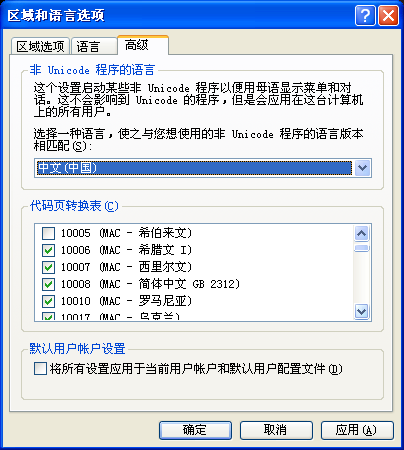 区域和语言选项
区域选项 语言 高级
非 Unicode 程序的语言
这个设置启动某些非 Unicode 程序以便用母语显示菜单和对
话。这不会影响到 Unicode 的程序，但是会应用在这台计算机
上的所有用户。
选择一种语言，使之与您想使用的非 Unicode 程序的语言版本
相匹配(S):
中文(中国)
代码页转换表(C)
10005 (MAC - 希伯来文)
10006 (MAC - 希腊文 I)
10007 (MAC - 西里尔文)
10008 (MAC - 简体中文 GB 2312)
10010 (MAC - 罗马尼亚)
10017 (MAC - 乌克兰)
默认用户帐户设置
将所有设置应用于当前用户帐户和默认用户配置文件(D)
确定 取消 应用(A)